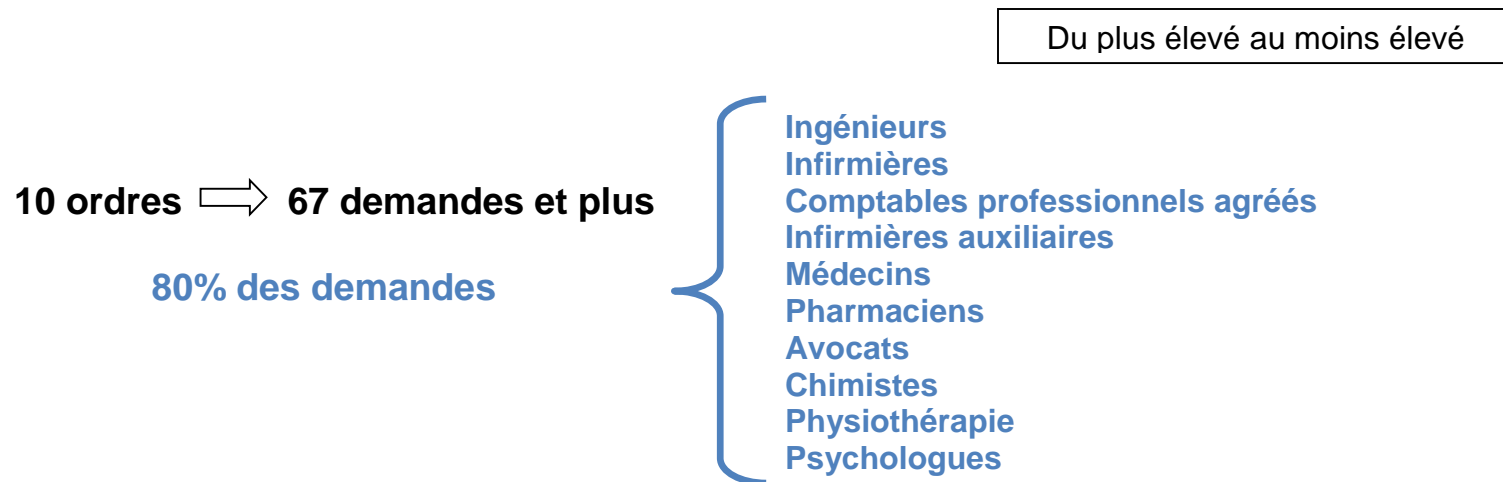 Du plus élevé au moins élevé
10 ordres 67 demandes et plus
80% des demandes
Ingénieurs
Infirmières
Comptables professionnels agréés
Infirmières auxiliaires
Médecins
Pharmaciens
Avocats
Chimistes
Physiothérapie
Psychologues